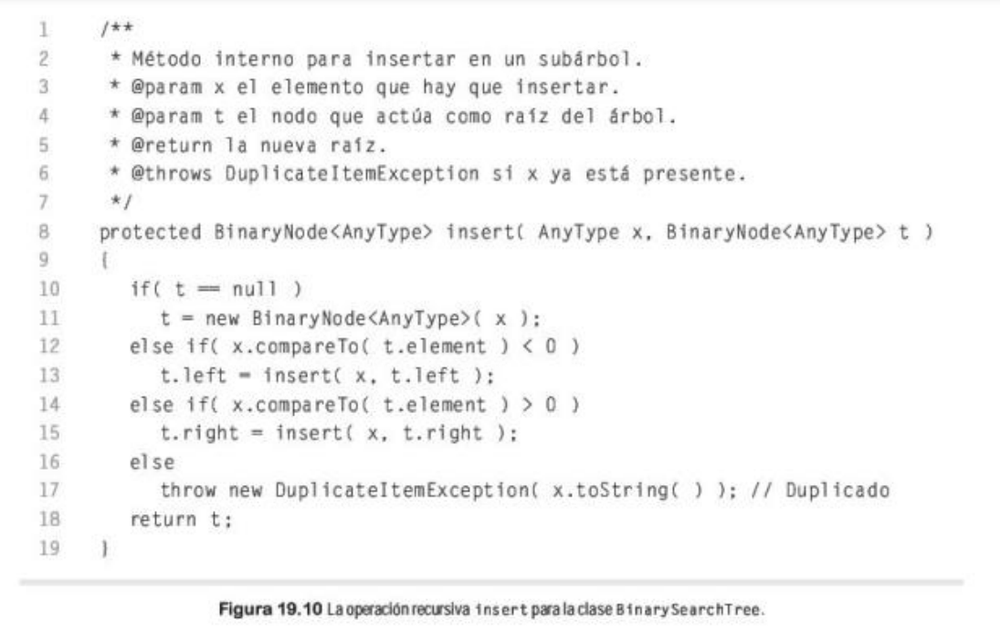 1 /**
2 * Método interno para insertar en un subárbol.
3 * @param x el elemento que hay que insertar.
4 * @param t el nodo que actúa como raíz del árbol.
5 * @return la nueva raíz.
6 * @throws DuplicateItemException si x ya está presente.
7 */
8 protected BinaryNode<AnyType> insert( AnyType x, BinaryNode<AnyType> t )
9 {
10 if( t == null )
11 t = new BinaryNode<AnyType>( x );
12 else if( x.compareTo( t.element ) < 0 )
13 t.left = insert( x, t.left );
14 else if( x.compareTo( t.element ) > 0 )
15 t.right = insert( x, t.right );
16 else
17 throw new DuplicateItemException( x.toString( ) ); // Duplicado
18 return t;
19 }
Figura 19.10 La operación recursiva insert para la clase BinarySearchTree.